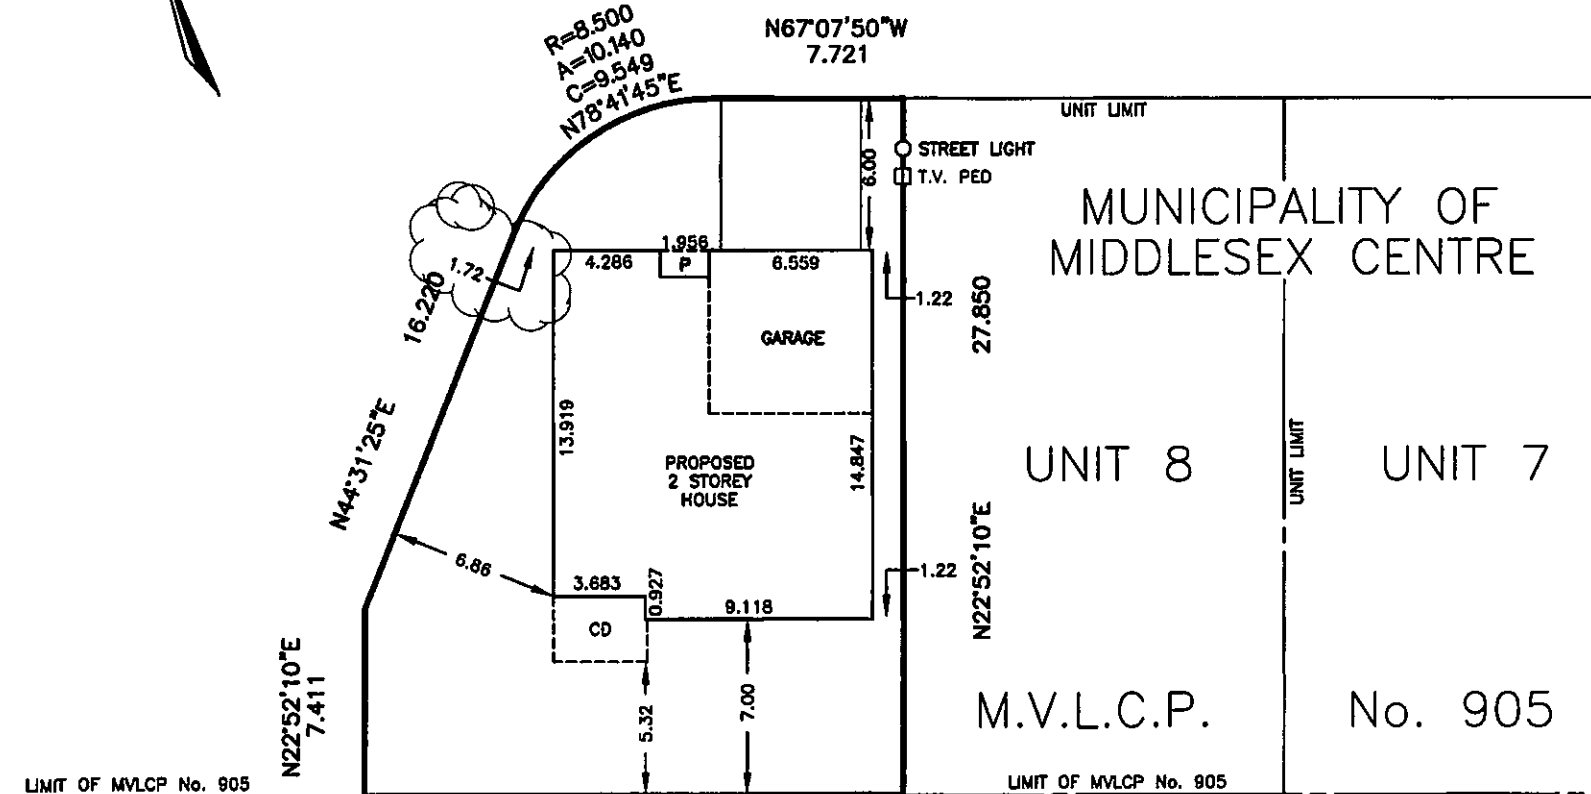 R=8.500
A=10.140
C=9.549
N78°41'45"E
N67°07'50"W
7.721
UNIT LIMIT
STREET LIGHT
T.V. PED
6.00
MUNICIPALITY OF
MIDDLESEX CENTRE
1.956
4.286
P
6.559
1.72
16.220
1.22
27.850
GARAGE
N44°31'25"E
13.919
PROPOSED
2 STOREY
HOUSE
14.847
UNIT 8
UNIT LIMIT
UNIT 7
6.86
3.683
0.927
9.118
1.22
N22°52'10"E
CD
N22°52'10"E
7.411
5.32
7.00
M.V.L.C.P.
No. 905
LIMIT OF MVLCP No. 905
LIMIT OF MVLCP No. 905